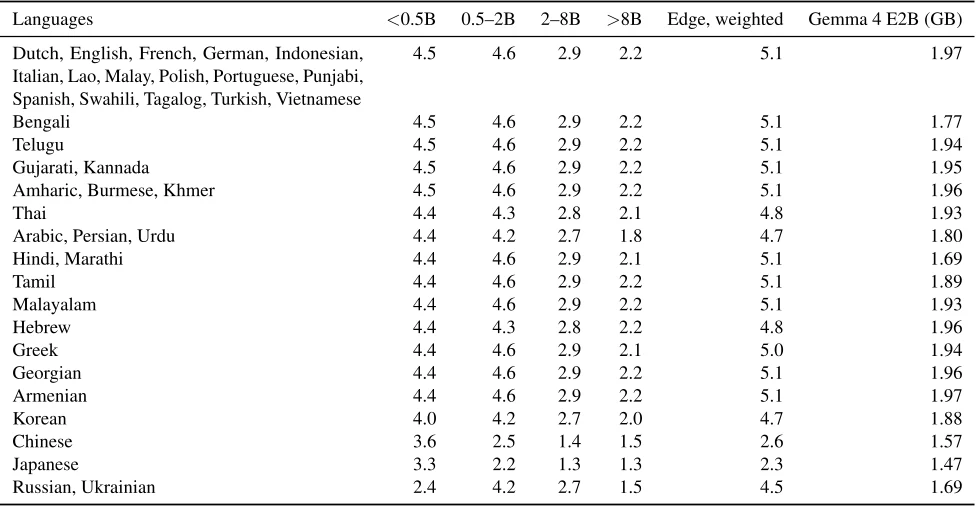 Languages <0.5B 0.5–2B 2–8B >8B Edge, weighted Gemma 4 E2B (GB)
Dutch, English, French, German, Indonesian, 4.5 4.6 2.9 2.2 5.1 1.97
Italian, Lao, Malay, Polish, Portuguese, Punjabi,
Spanish, Swahili, Tagalog, Turkish, Vietnamese
Bengali 4.5 4.6 2.9 2.2 5.1 1.77
Telugu 4.5 4.6 2.9 2.2 5.1 1.94
Gujarati, Kannada 4.5 4.6 2.9 2.2 5.1 1.95
Amharic, Burmese, Khmer 4.5 4.6 2.9 2.2 5.1 1.96
Thai 4.4 4.3 2.8 2.1 4.8 1.93
Arabic, Persian, Urdu 4.4 4.2 2.7 1.8 4.7 1.80
Hindi, Marathi 4.4 4.6 2.9 2.1 5.1 1.69
Tamil 4.4 4.6 2.9 2.2 5.1 1.89
Malayalam 4.4 4.6 2.9 2.2 5.1 1.93
Hebrew 4.4 4.3 2.8 2.2 4.8 1.96
Greek 4.4 4.6 2.9 2.1 5.0 1.94
Georgian 4.4 4.6 2.9 2.2 5.1 1.96
Armenian 4.4 4.6 2.9 2.2 5.1 1.97
Korean 4.0 4.2 2.7 2.0 4.7 1.88
Chinese 3.6 2.5 1.4 1.5 2.6 1.57
Japanese 3.3 2.2 1.3 1.3 2.3 1.47
Russian, Ukrainian 2.4 4.2 2.7 1.5 4.5 1.69